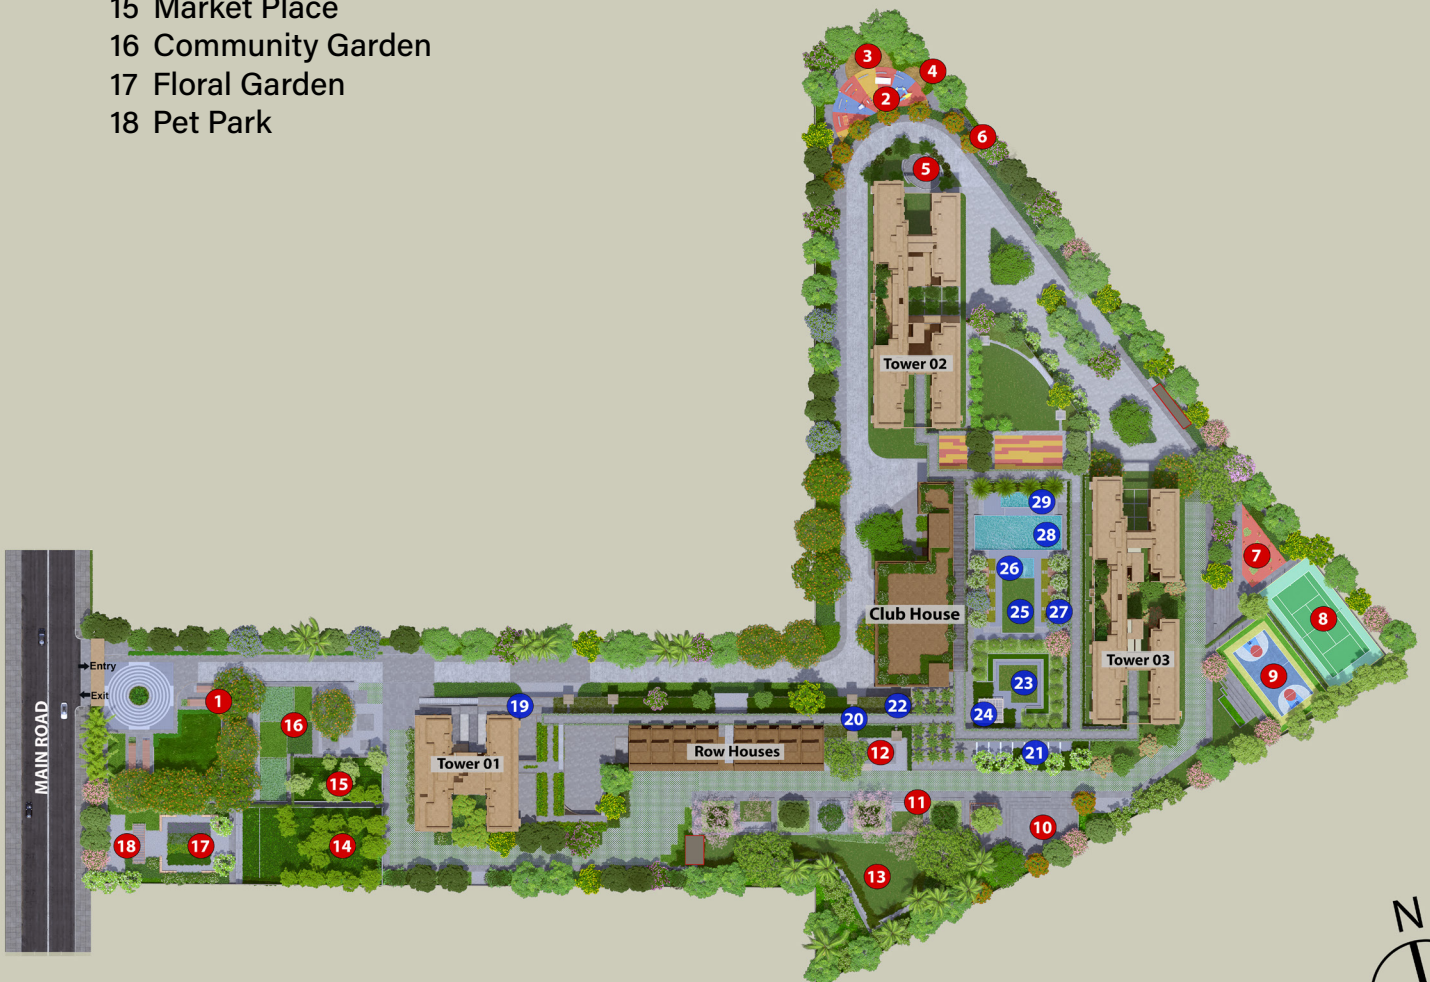 15 Market Place
16 Community Garden
17 Floral Garden
18 Pet Park
3
4
2
6
5
Tower 02
29
28
7
26
Club House
25
27
8
Tower 03
Entry
9
Exit
23
1
19
22
24
MAIN ROAD
16
20
Row Houses
12
21
Tower 01
15
11
10
18
17
14
13
N